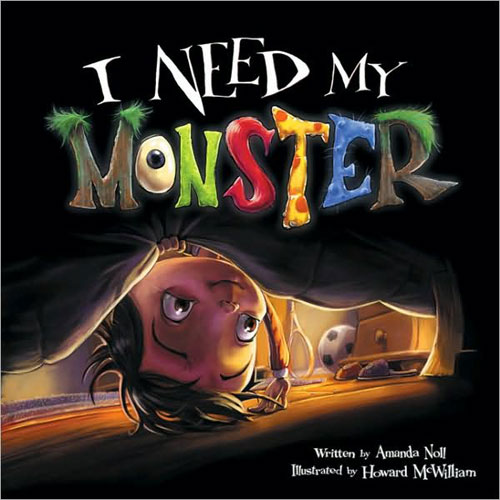 I NEED MY
MONSTER
Written by Amanda Noll
Illustrated by Howard McWilliam